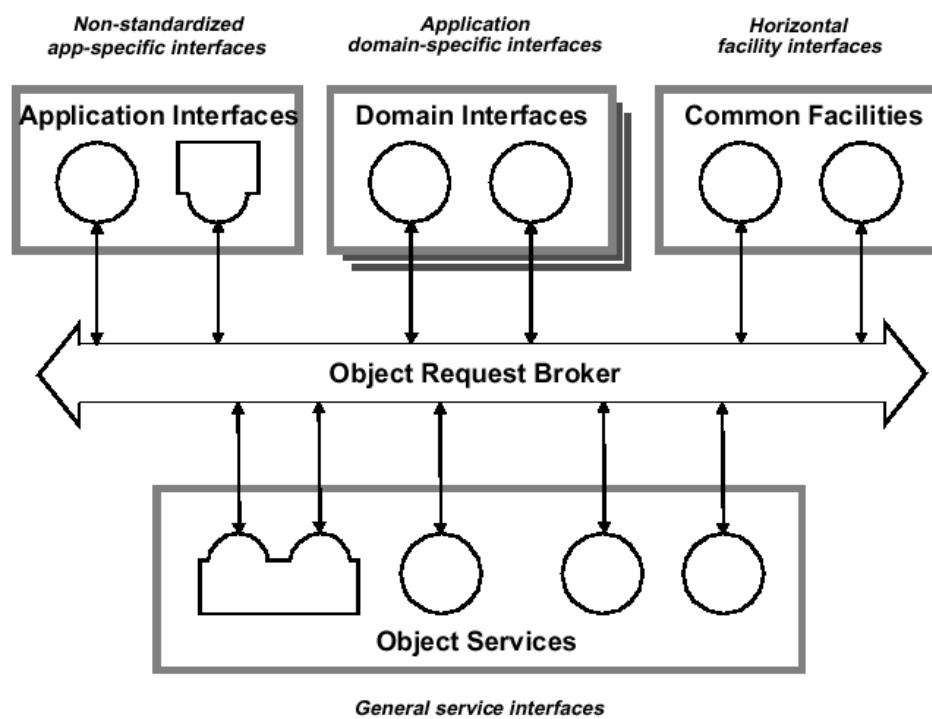 Non-standardized
app-specific interfaces
Application
domain-specific interfaces
Horizontal
facility interfaces
Application Interfaces
Domain Interfaces
Common Facilities
Object Request Broker
Object Services
General service interfaces